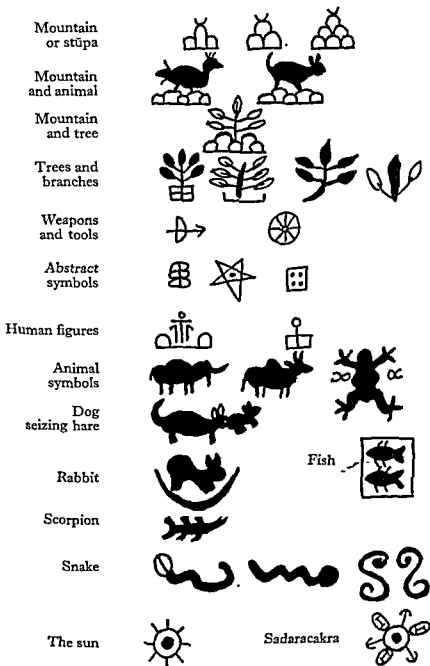 Mountain
or stūpa
Mountain
and animal
Mountain
and tree
Trees and
branches
Weapons
and tools
Abstract
symbols
Human figures
Animal
symbols
Dog
seizing hare
Fish
Rabbit
Scorpion
Snake
The sun
Sadaracakra